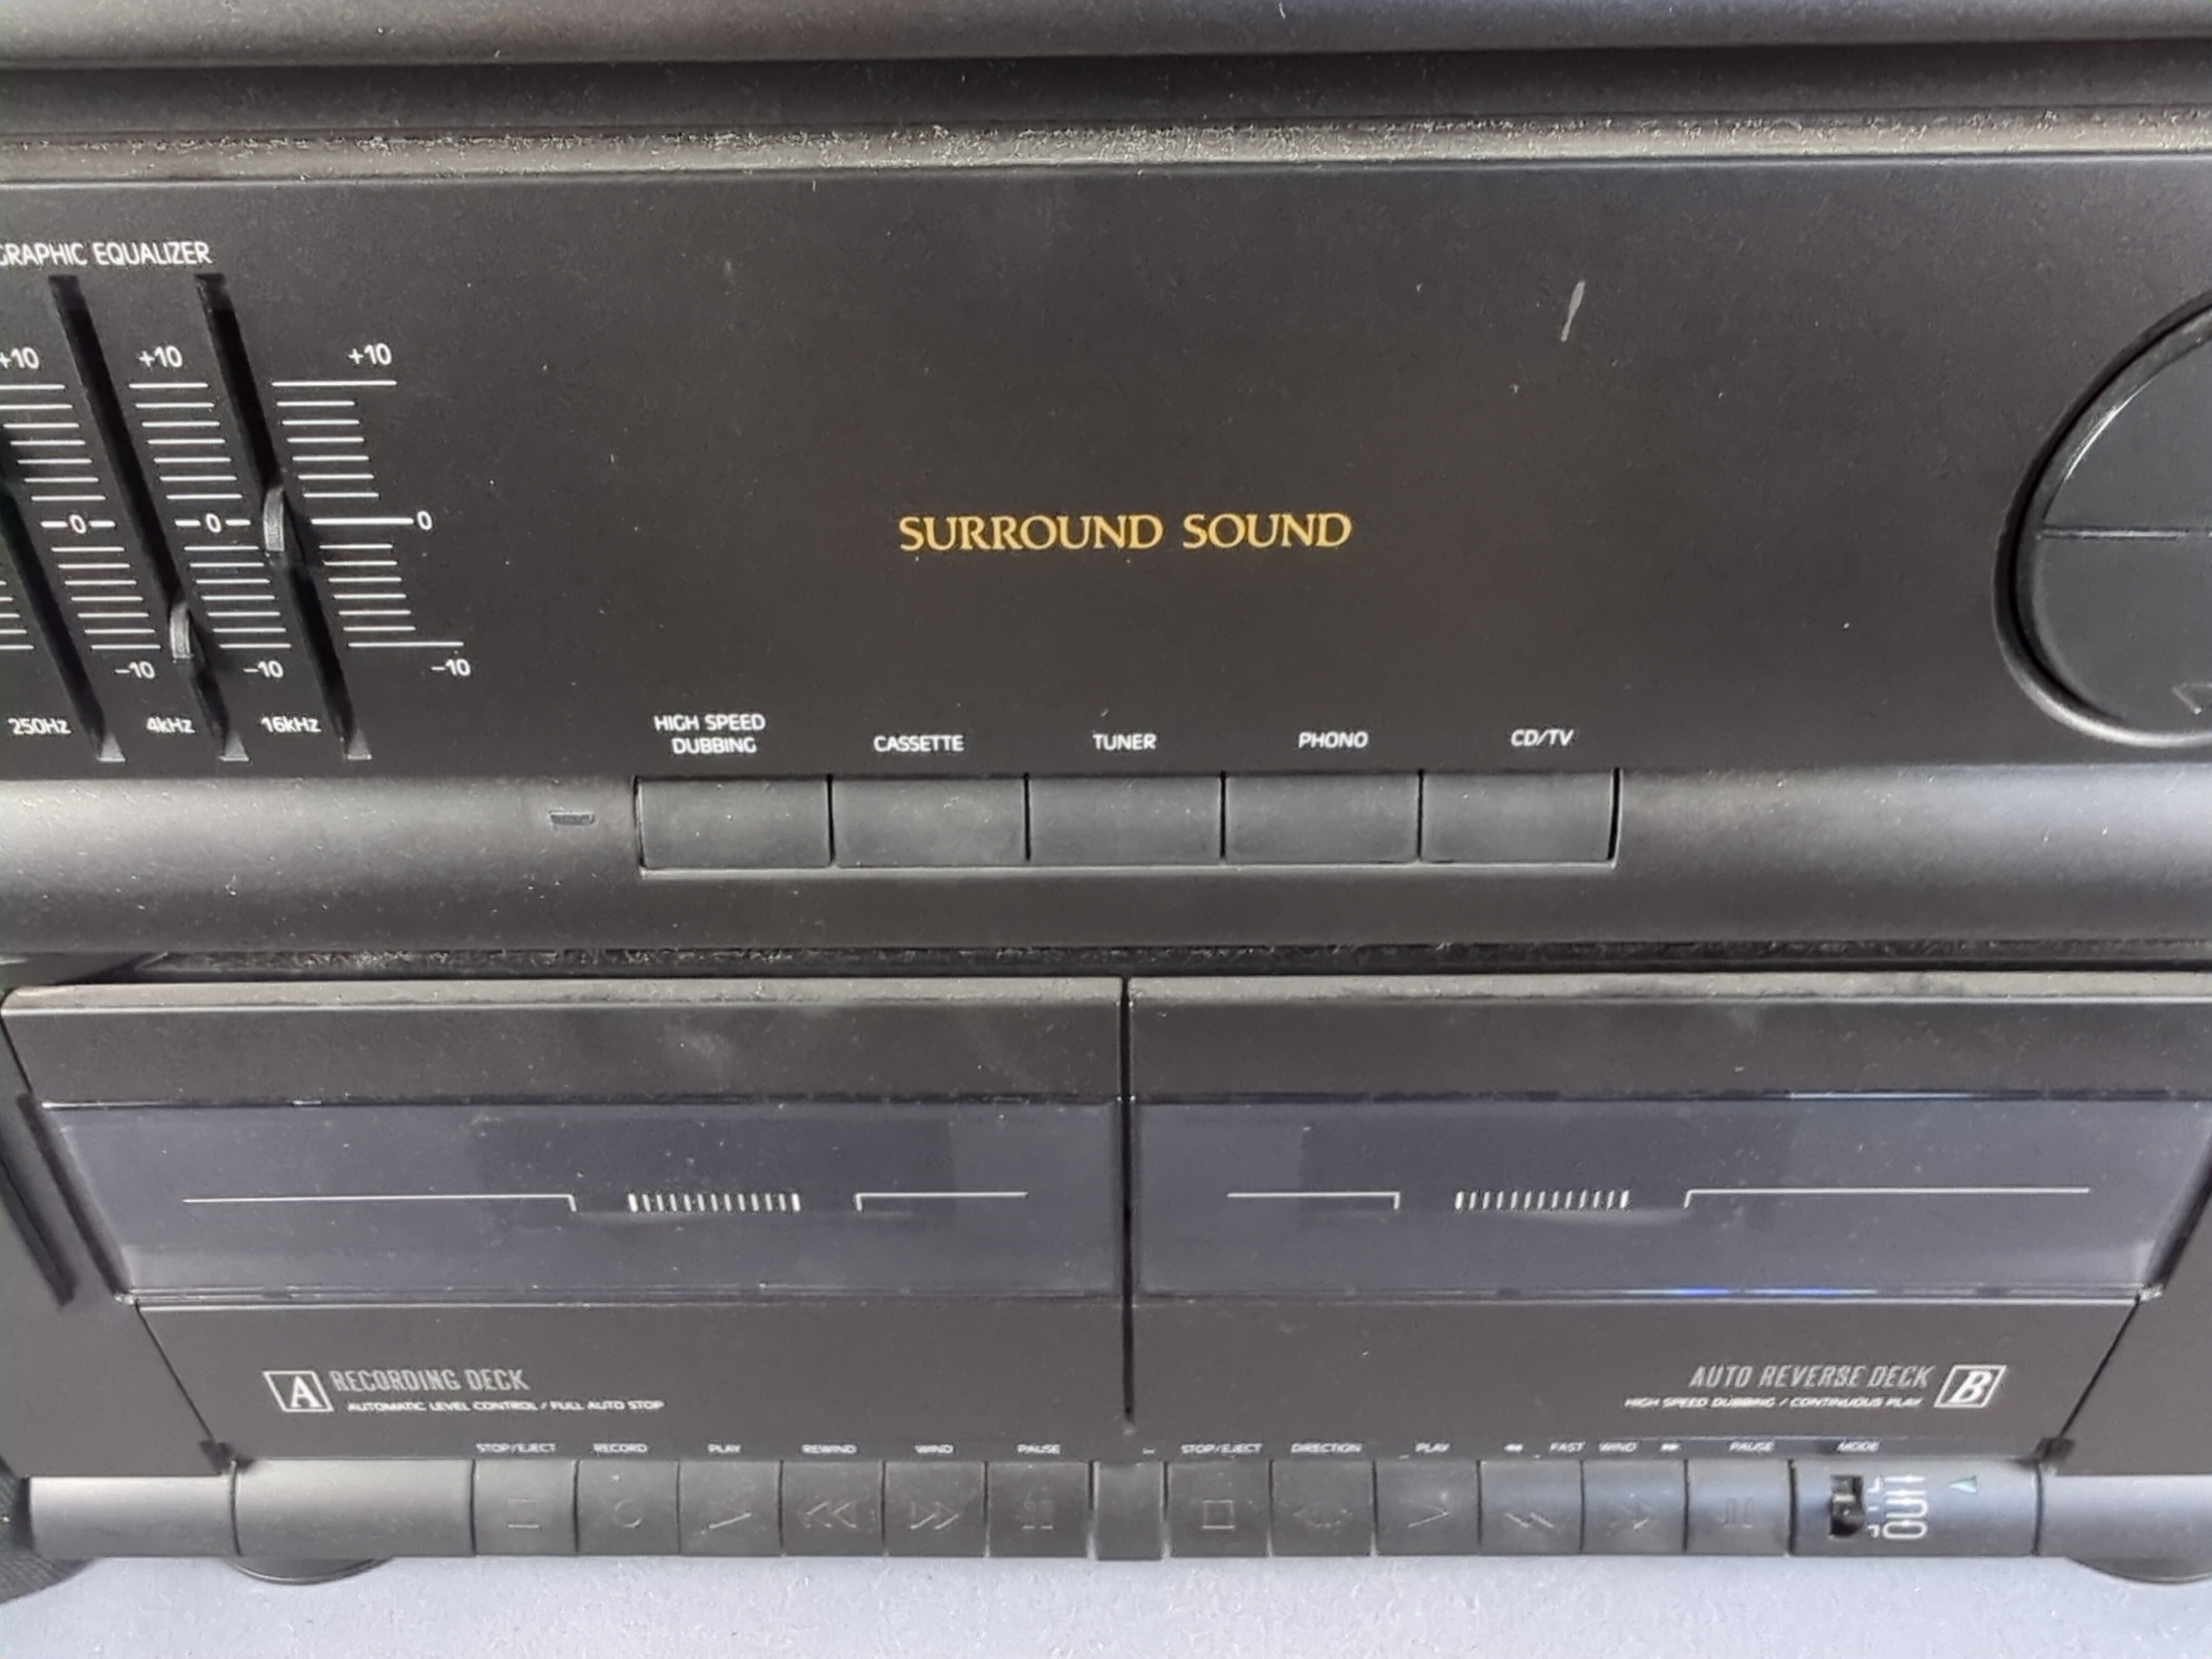 GRAPHIC EQUALIZER
+10 +10 +10
0 0 0
-10 -10 -10
250Hz 4kHz 16kHz
SURROUND SOUND
HIGH SPEED
DUBBING
CASSETTE
TUNER
PHONO
CD/TV
A RECORDING DECK
AUTOMATIC LEVEL CONTROL / FULL AUTO STOP
AUTO REVERSE DECK B
HIGH SPEED DUBBING / CONTINUOUS PLAY
STOP/EJECT RECORD PLAY REWIND WIND PAUSE
STOP/EJECT DIRECTION PLAY FAST WIND PAUSE MODE